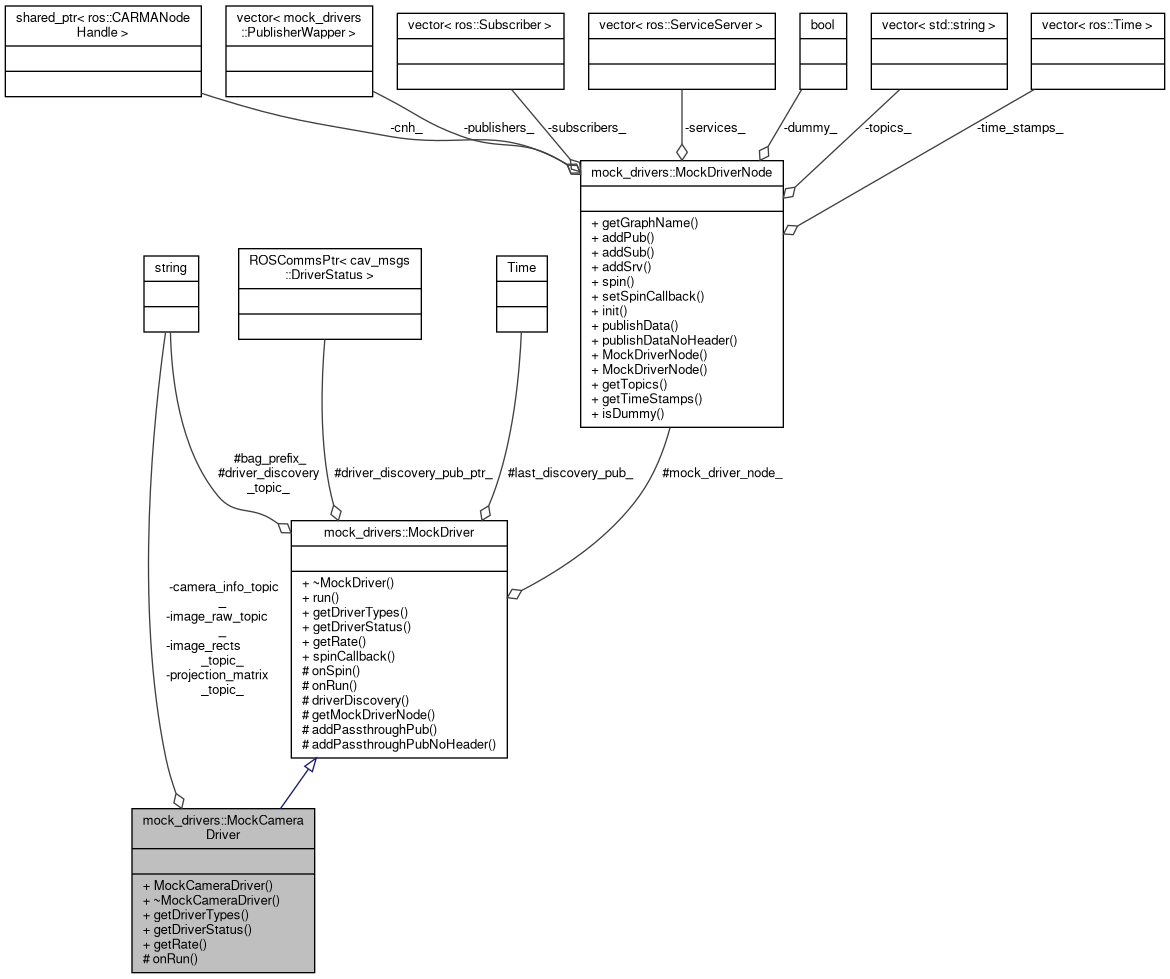 shared_ptr< ros::CARMANode
Handle >
vector< mock_drivers
::PublisherWapper >
vector< ros::Subscriber >
vector< ros::ServiceServer >
bool
vector< std::string >
vector< ros::Time >
-cnh_
-publishers_
-subscribers_
-services_
-dummy_
-topics_
-time_stamps_
mock_drivers::MockDriverNode
+ getGraphName()
+ addPub()
+ addSub()
+ addSrv()
+ spin()
+ setSpinCallback()
+ init()
+ publishData()
+ publishDataNoHeader()
+ MockDriverNode()
+ MockDriverNode()
+ getTopics()
+ getTimeStamps()
+ isDummy()
string
ROSCommsPtr< cav_msgs
::DriverStatus >
Time
#bag_prefix_
#driver_discovery
_topic_
#driver_discovery_pub_ptr_
#last_discovery_pub_
#mock_driver_node_
mock_drivers::MockDriver
+ ~MockDriver()
+ run()
+ getDriverTypes()
+ getDriverStatus()
+ getRate()
+ spinCallback()
# onSpin()
# onRun()
# driverDiscovery()
# getMockDriverNode()
# addPassthroughPub()
# addPassthroughPubNoHeader()
-camera_info_topic
_
-image_raw_topic
_
-image_rects
_topic_
-projection_matrix
_topic_
mock_drivers::MockCamera
Driver
+ MockCameraDriver()
+ ~MockCameraDriver()
+ getDriverTypes()
+ getDriverStatus()
+ getRate()
# onRun()